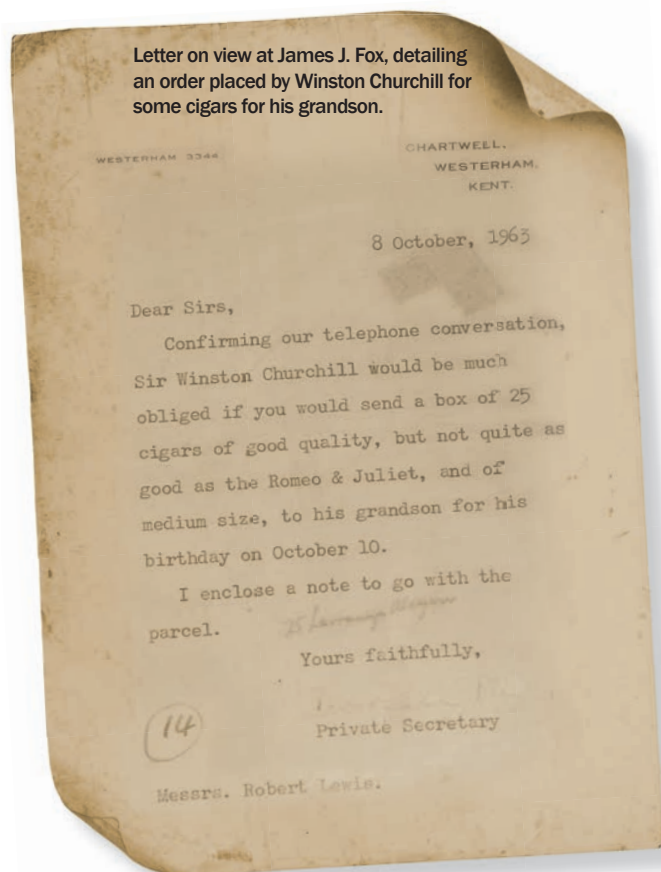 Letter on view at James J. Fox, detailing
an order placed by Winston Churchill for
some cigars for his grandson.
WESTERHAM 3344
CHARTWELL,
WESTERHAM,
KENT.
8 October, 1963
Dear Sirs,
Confirming our telephone conversation,
Sir Winston Churchill would be much
obliged if you would send a box of 25
cigars of good quality, but not quite as
good as the Romeo & Juliet, and of
medium size, to his grandson for his
birthday on October 10.
I enclose a note to go with the
parcel.
Yours faithfully,
Private Secretary
14
Messrs. Robert Lewis.